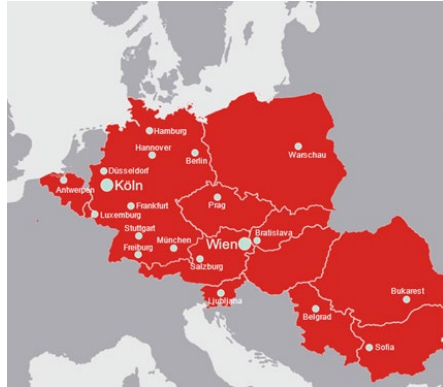 Hamburg
Hannover
Berlin
Warschau
Düsseldorf
Antwerpen
Köln
Prag
Frankfurt
Luxemburg
Stuttgart
München
Wien
Bratislava
Freiburg
Salzburg
Ljubljana
Bukarest
Belgrad
Sofia